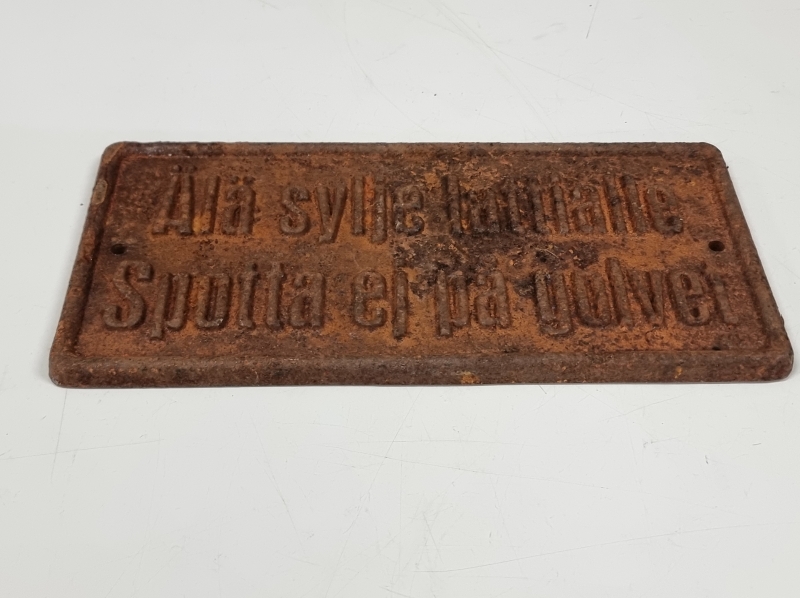 Älä sylje lattialle
Spotta ej på golvet